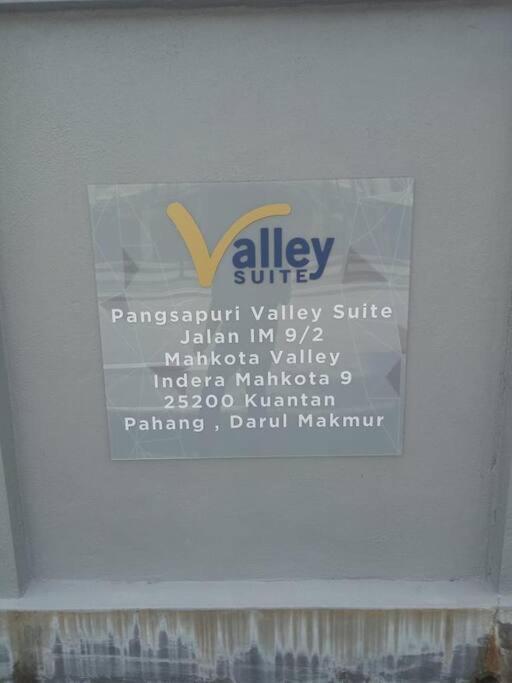 Valley
SUITE
Pangsapuri Valley Suite
Jalan IM 9/2
Mahkota Valley
Indera Mahkota 9
25200 Kuantan
Pahang , Darul Makmur